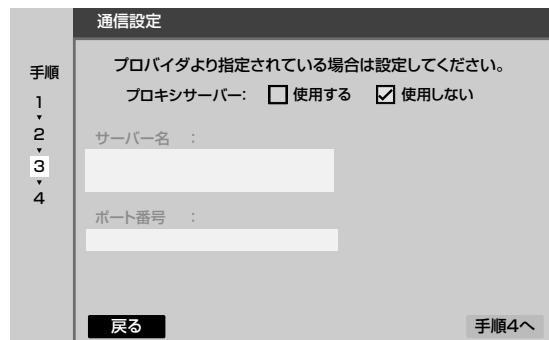 通信設定
手順
1
2
3
4
プロバイダより指定されている場合は設定してください。
プロキシサーバー: 使用する 使用しない
サーバー名 :
ポート番号 :
戻る
手順4へ